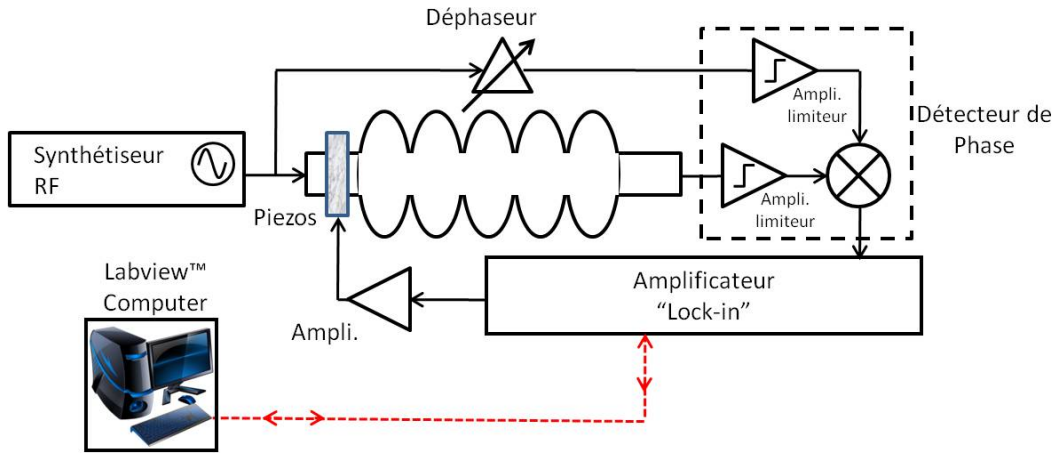 Déphaseur
Ampli.
limiteur
Détecteur de
Phase
Synthétiseur
RF
Piezos
Ampli.
limiteur
Labview™
Computer
Ampli.
Amplificateur
“Lock-in”